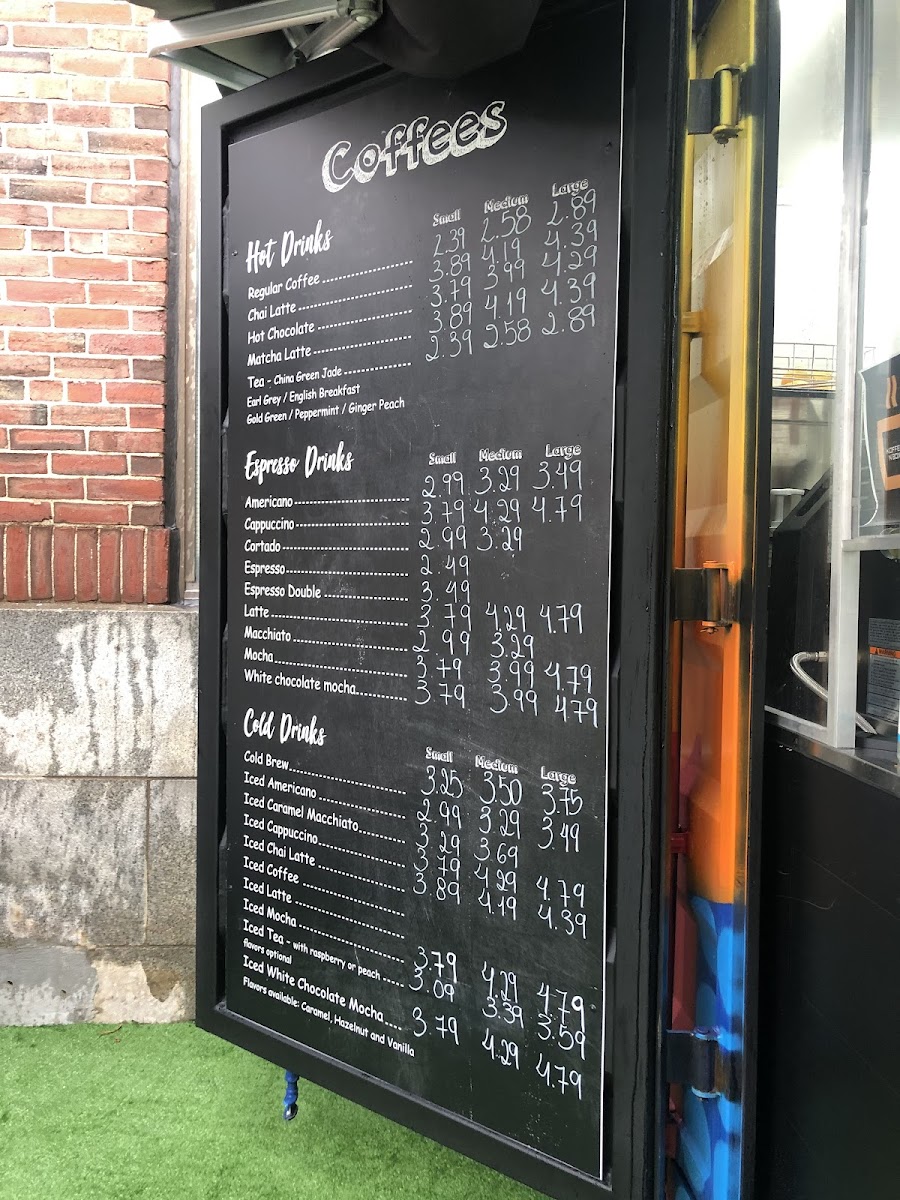 Coffees
Hot Drinks Small Medium Large
Regular Coffee 2.39 2.58 2.89
Chai Latte 3.89 4.19 4.39
Hot Chocolate 3.79 3.99 4.29
Matcha Latte 3.89 4.19 4.39
Tea - China Green Jade 2.39 2.58 2.89
Earl Grey / English Breakfast
Gold Green / Peppermint / Ginger Peach
Espresso Drinks Small Medium Large
Americano 2.99 3.29 3.49
Cappuccino 3.79 4.29 4.79
Cortado 2.99 3.29
Espresso 2.49
Espresso Double 3.49
Latte 3.79 4.29 4.79
Macchiato 2.99 3.29
Mocha 3.79 3.99 4.79
White chocolate mocha 3.79 3.99 4.79
Cold Drinks Small Medium Large
Cold Brew 3.25 3.50 3.75
Iced Americano 2.99 3.29 3.49
Iced Caramel Macchiato 3.29 3.69
Iced Cappuccino 3.79 4.29 4.79
Iced Chai Latte 3.89 4.19 4.39
Iced Coffee
Iced Latte
Iced Mocha 3.79 4.29 4.79
Iced Tea - with raspberry or peach 3.09 3.39 3.59
flavors optional
Iced White Chocolate Mocha 3.79 4.29 4.79
Flavors available: Caramel, Hazelnut and Vanilla